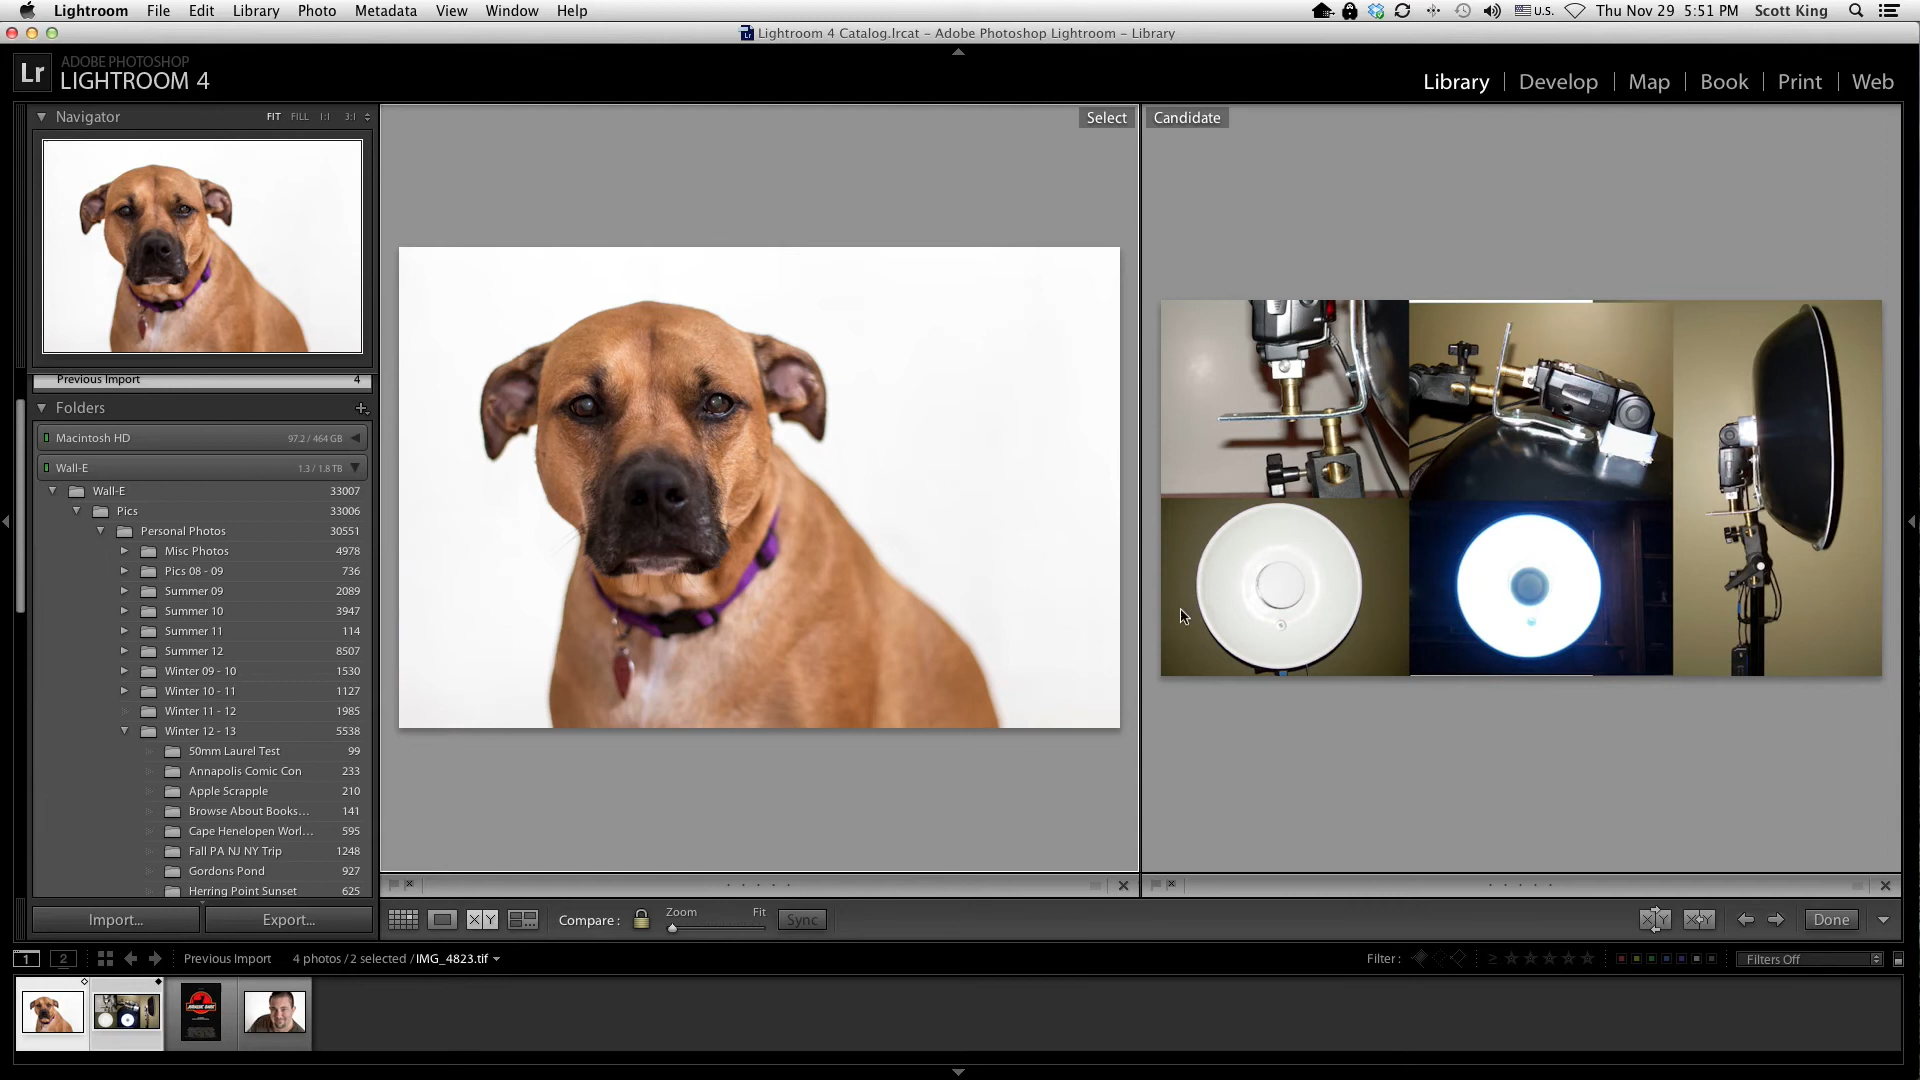 Lightroom File Edit Library Photo Metadata View Window Help U.S. Thu Nov 29 5:51 PM Scott King
Lightroom 4 Catalog.lrcat – Adobe Photoshop Lightroom – Library
Lr ADOBE PHOTOSHOP
LIGHTROOM 4
Library Develop Map Book Print Web
Navigator FIT FILL 1:1 3:1
Select
Candidate
Previous Import 4
Folders
Macintosh HD 97.2 / 464 GB
Wall-E 1.3 / 1.8 TB
Wall-E 33007
Pics 33006
Personal Photos 30551
Misc Photos 4978
Pics 08 - 09 736
Summer 09 2089
Summer 10 3947
Summer 11 114
Summer 12 8507
Winter 09 - 10 1530
Winter 10 - 11 1127
Winter 11 - 12 1985
Winter 12 - 13 5538
50mm Laurel Test 99
Annapolis Comic Con 233
Apple Scrapple 210
Browse About Books... 141
Cape Henelopen Worl... 595
Fall PA NJ NY Trip 1248
Gordons Pond 927
Herring Point Sunset 625
Import... Export...
X Y Compare : Zoom Fit Sync X Y X Y Done
1 2 Previous Import 4 photos / 2 selected / IMG_4823.tif Filter : ≥ Filters Off